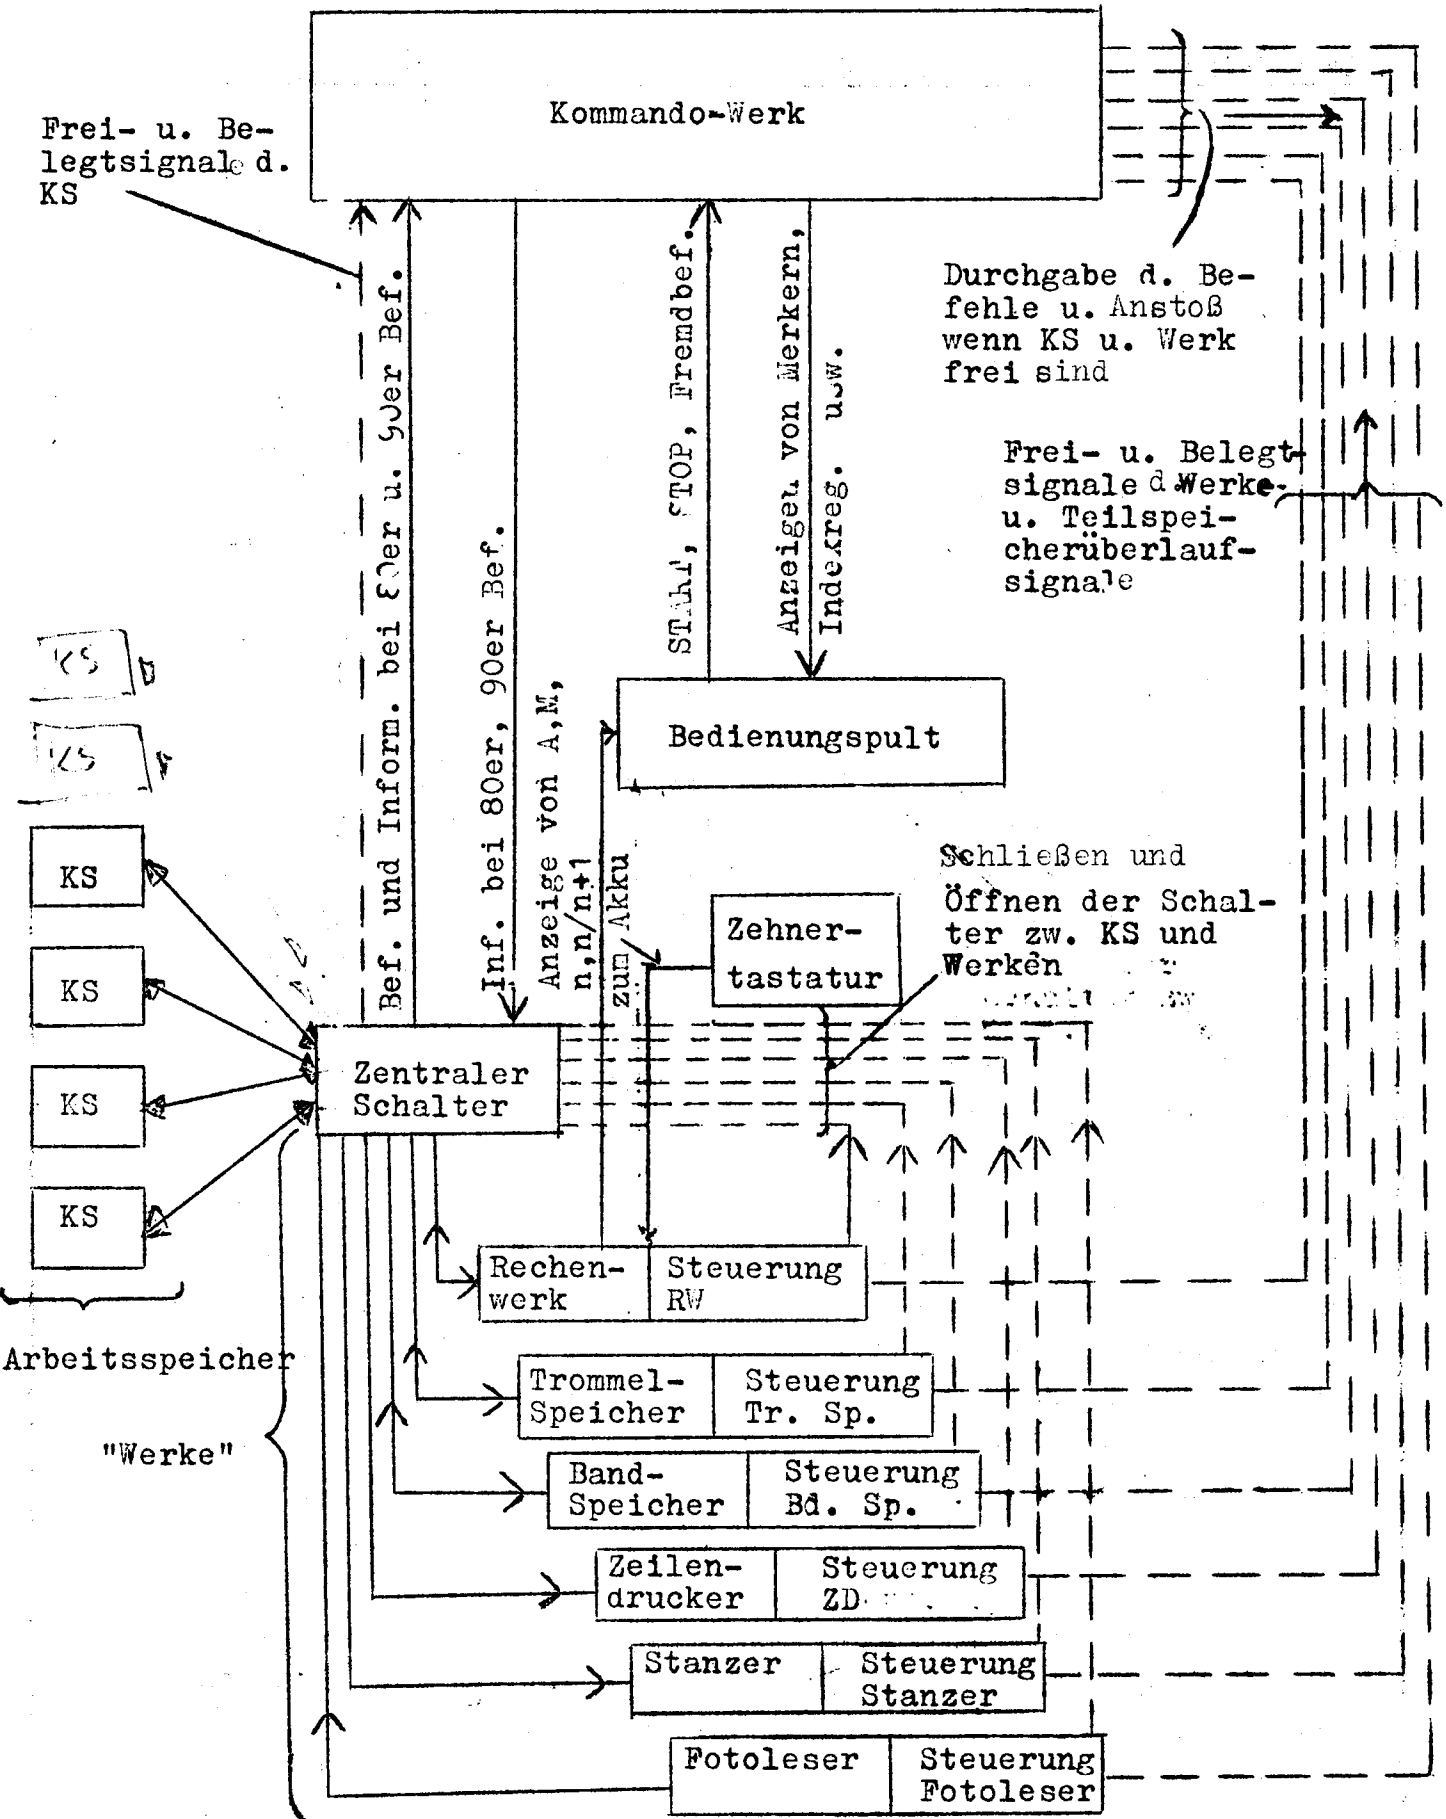 Kommando-Werk
Frei- u. Be-
legtsignale d.
KS
Durchgabe d. Be-
fehle u. Anstoß
wenn KS u. Werk
frei sind
Frei- u. Belegt-
signale d.Werke
u. Teilspei-
cherüberlauf-
signale
Bef. und Inform. bei 80er u. 90er Bef.
Inf. bei 80er, 90er Bef.
START, STOP, Fremdbef.
Anzeigen von Merkern,
Indexreg. usw.
Anzeige von A,M,
n,n/n+1
zum Akku
KS
KS
Bedienungspult
KS
KS
KS
KS
Zehner-
tastatur
Schließen und
Öffnen der Schal-
ter zw. KS und
Werken
Zentraler
Schalter
Arbeitsspeicher
"Werke"
Rechen-
werk
Steuerung
RW
Trommel-
Speicher
Steuerung
Tr. Sp.
Band-
Speicher
Steuerung
Bd. Sp.
Zeilen-
drucker
Steuerung
ZD
Stanzer
Steuerung
Stanzer
Fotoleser
Steuerung
Fotoleser